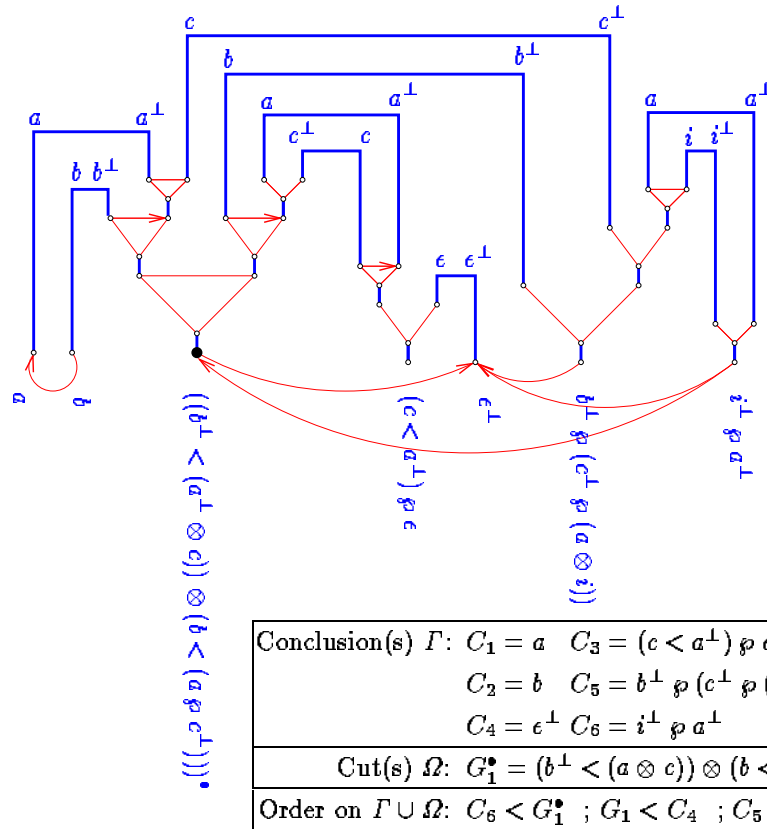 c c⊥
b b⊥
a a⊥ a a⊥
a a⊥ c⊥ c i i⊥
b b⊥
ϵ ϵ⊥
a
b
((b⊥ < (a⊥ ⊗ c)) ⊗ (b < (a ℘ c⊥)))•
(c < a⊥) ℘ ϵ
ϵ⊥
b⊥ ℘ (c⊥ ℘ (a ⊗ i))
i⊥ ℘ a⊥
Conclusion(s) Γ: C₁ = a C₃ = (c < a⊥) ℘
C₂ = b C₅ = b⊥ ℘ (c⊥ ℘ (
C₄ = ϵ⊥ C₆ = i⊥ ℘ a⊥
Cut(s) Ω: G₁• = (b⊥ < (a ⊗ c)) ⊗ (b <
Order on Γ ∪ Ω: C₆ < G₁• ; G₁ < C₄ ; C₅